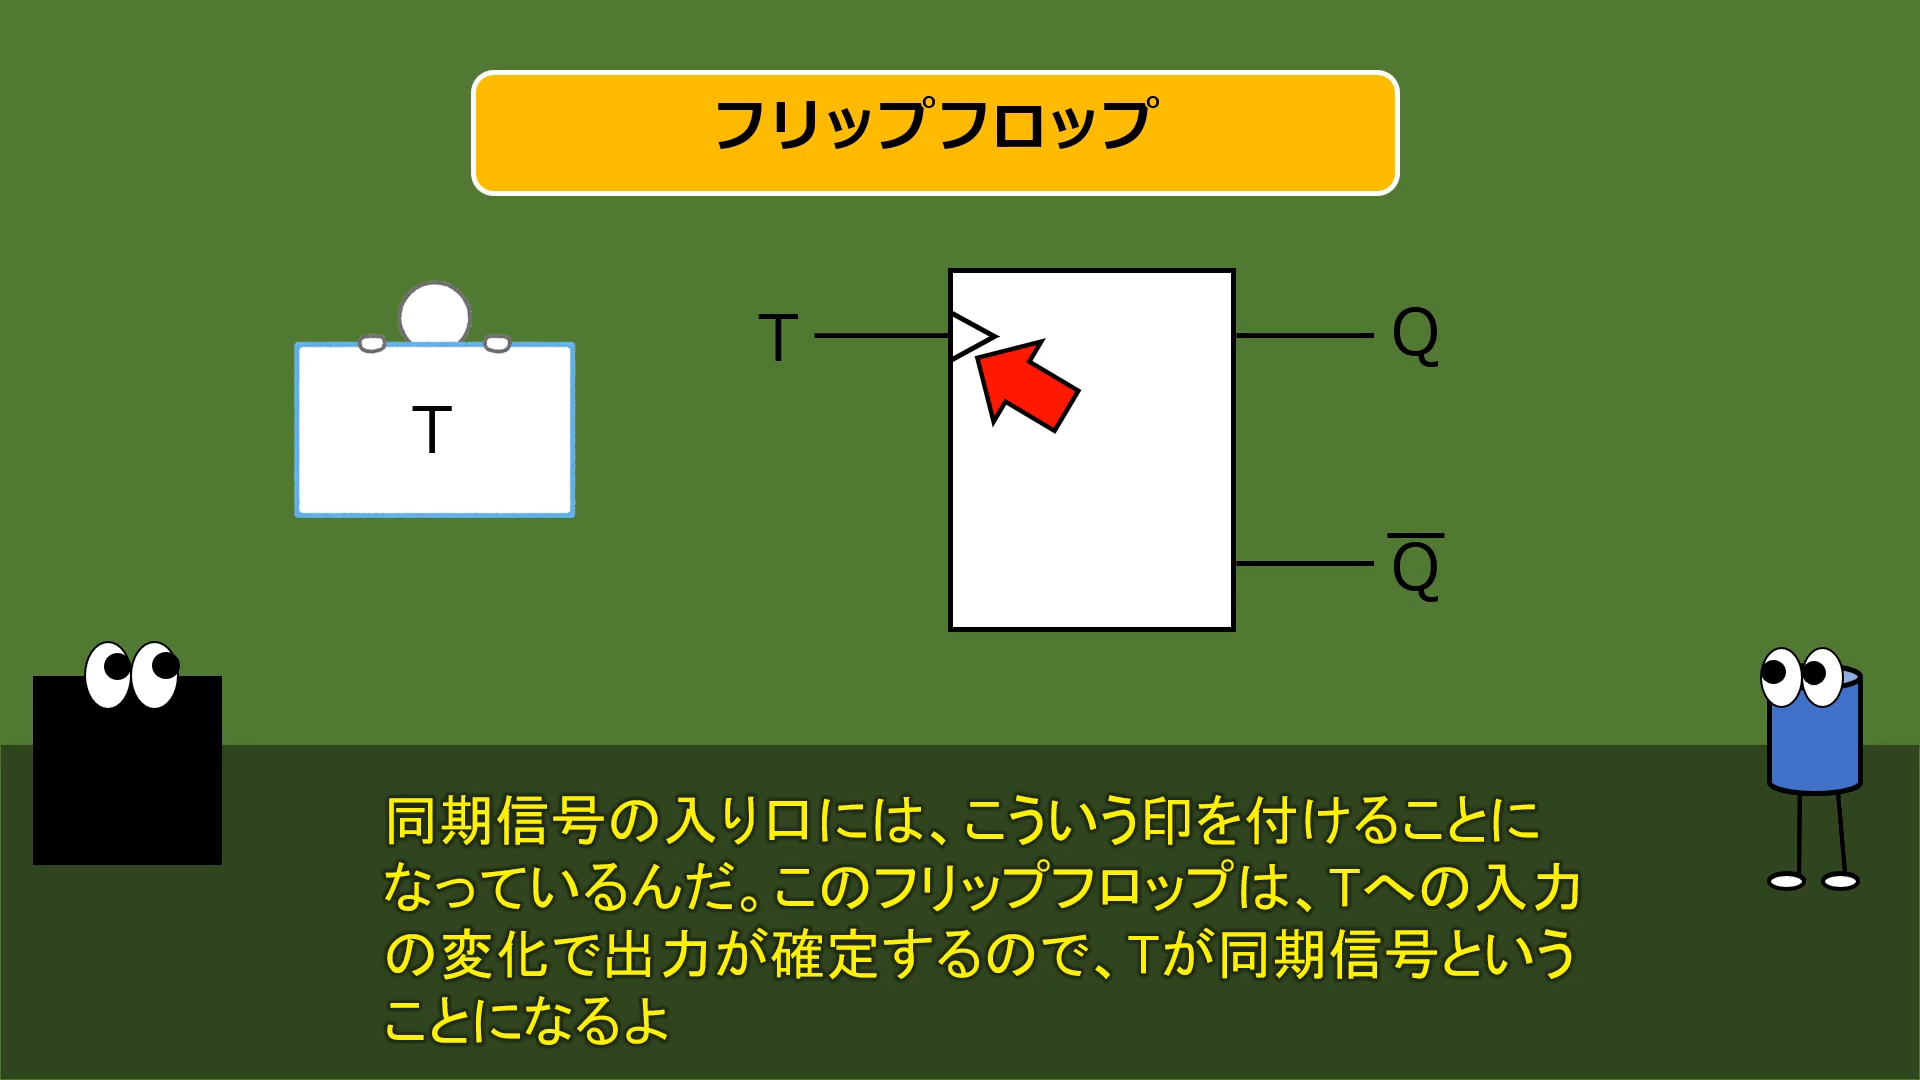 フリップフロップ
T
T
Q
Q̅
同期信号の入り口には、こういう印を付けることに
なっているんだ。このフリップフロップは、Tへの入力
の変化で出力が確定するので、Tが同期信号という
ことになるよ